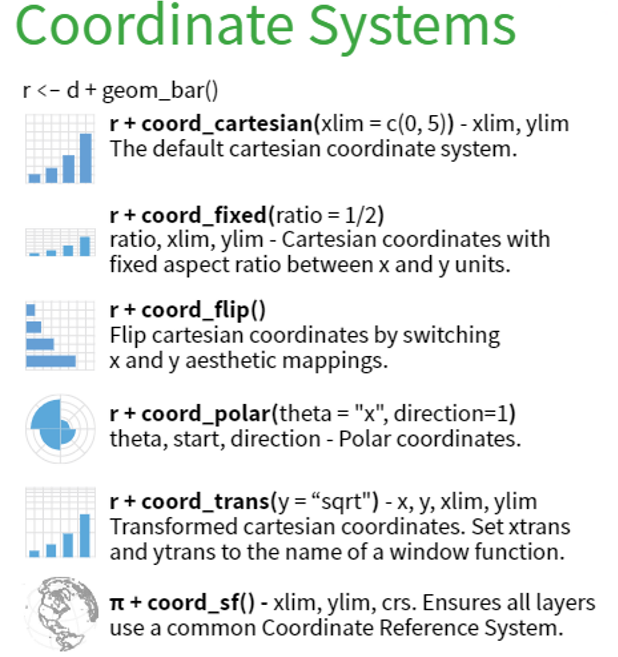 Coordinate Systems
r <- d + geom_bar()
r + coord_cartesian(xlim = c(0, 5)) - xlim, ylim
The default cartesian coordinate system.
r + coord_fixed(ratio = 1/2)
ratio, xlim, ylim - Cartesian coordinates with
fixed aspect ratio between x and y units.
r + coord_flip()
Flip cartesian coordinates by switching
x and y aesthetic mappings.
r + coord_polar(theta = "x", direction=1)
theta, start, direction - Polar coordinates.
r + coord_trans(y = “sqrt") - x, y, xlim, ylim
Transformed cartesian coordinates. Set xtrans
and ytrans to the name of a window function.
π + coord_sf() - xlim, ylim, crs. Ensures all layers
use a common Coordinate Reference System.